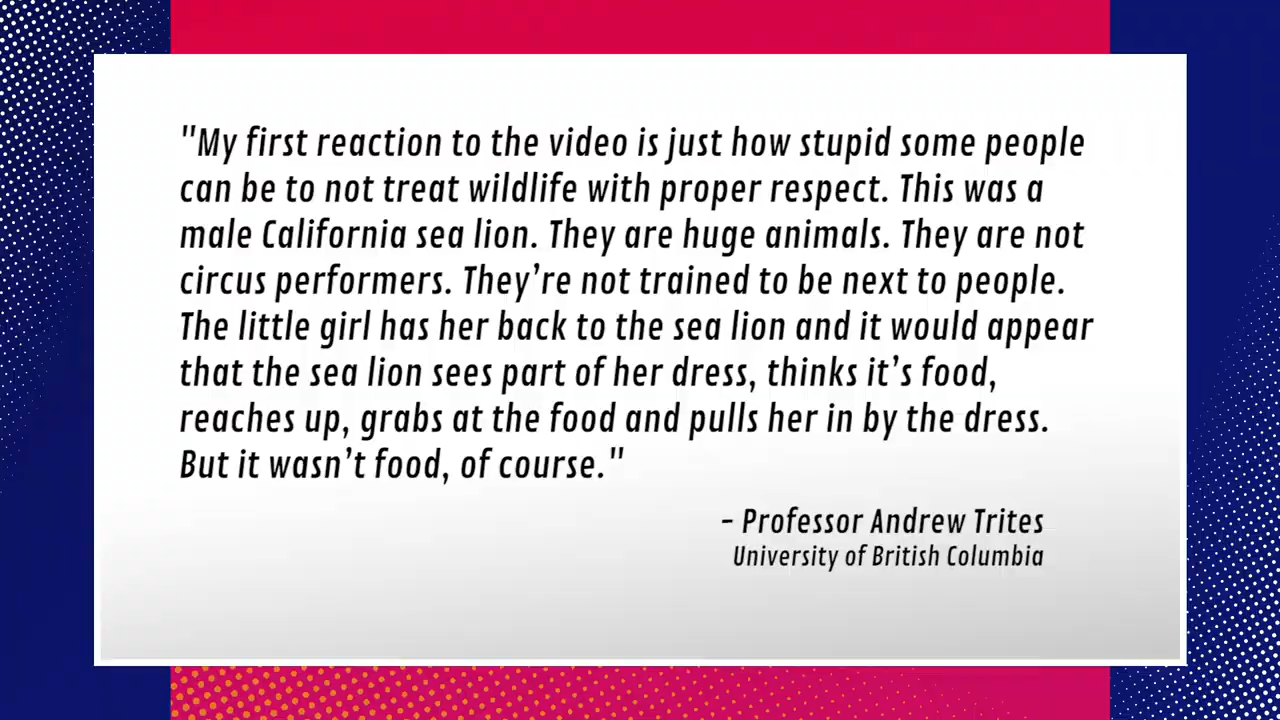 "My first reaction to the video is just how stupid some people
can be to not treat wildlife with proper respect. This was a
male California sea lion. They are huge animals. They are not
circus performers. They’re not trained to be next to people.
The little girl has her back to the sea lion and it would appear
that the sea lion sees part of her dress, thinks it’s food,
reaches up, grabs at the food and pulls her in by the dress.
But it wasn’t food, of course."
- Professor Andrew Trites
University of British Columbia